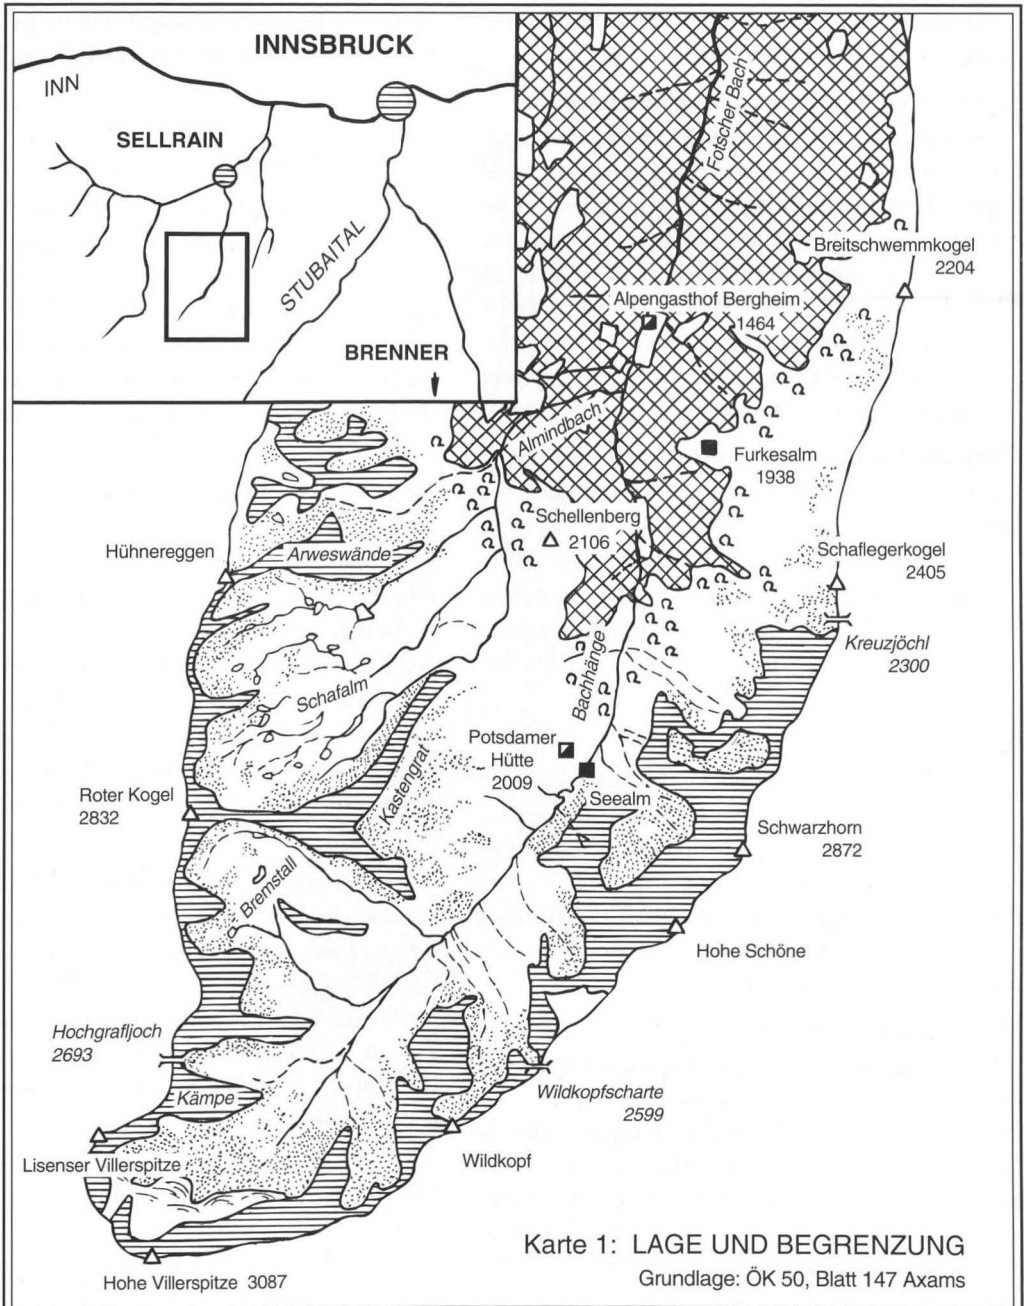 INNSBRUCK
INN
SELLRAIN
STUBAITAL
BRENNER
Fotscher Bach
Breitschwemmkogel
2204
Alpengasthof Bergheim
1464
Almindbach
Furkesalm
1938
Schellenberg
2106
Hühnereggen
Arweswände
Schaflegerkogel
2405
Kreuzjöchl
2300
Schafalm
Bachhänge
Kastengrat
Potsdamer
Hütte
2009
Seealm
Roter Kogel
2832
Schwarzhorn
2872
Bremstall
Hohe Schöne
Hochgrafljoch
2693
Kämpe
Wildkopfscharte
2599
Lisenser Villerspitze
Wildkopf
Karte 1: LAGE UND BEGRENZUNG
Grundlage: ÖK 50, Blatt 147 Axams
Hohe Villerspitze 3087